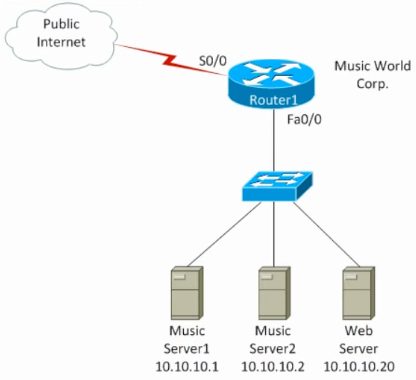 Public
Internet
S0/0
Router1
Music World
Corp.
Fa0/0
Music
Server1
10.10.10.1
Music
Server2
10.10.10.2
Web
Server
10.10.10.20